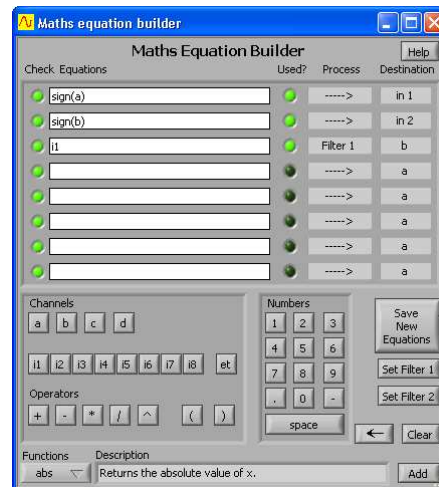 Maths equation builder
Maths Equation Builder
Help
Check Equations Used? Process Destination
sign(a) -----> in 1
sign(b) -----> in 2
i1 Filter 1 b
-----> a
-----> a
-----> a
-----> a
-----> a
Channels
a b c d
i1 i2 i3 i4 i5 i6 i7 i8 et
Operators
+ - * / ^ ( )
Numbers
1 2 3
4 5 6
7 8 9
. 0 -
space
Save
New
Equations
Set Filter 1
Set Filter 2
Clear
Functions Description
abs Returns the absolute value of x. Add